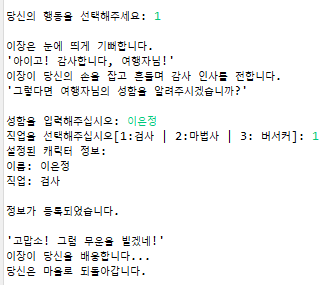 당신의 행동을 선택해주세요: 1
이장은 눈에 띄게 기뻐합니다.
'아이고! 감사합니다, 여행자님!'
이장이 당신의 손을 잡고 흔들며 감사 인사를 전합니다.
'그렇다면 여행자님의 성함을 알려주시겠습니까?'
성함을 입력해주십시오: 이은정
직업을 선택해주십시오[1:검사 | 2:마법사 | 3: 버서커]: 1
설정된 캐릭터 정보:
이름: 이은정
직업: 검사
정보가 등록되었습니다.
'고맙소! 그럼 무운을 빌겠네!'
이장이 당신을 배웅합니다...
당신은 마을로 되돌아갑니다.